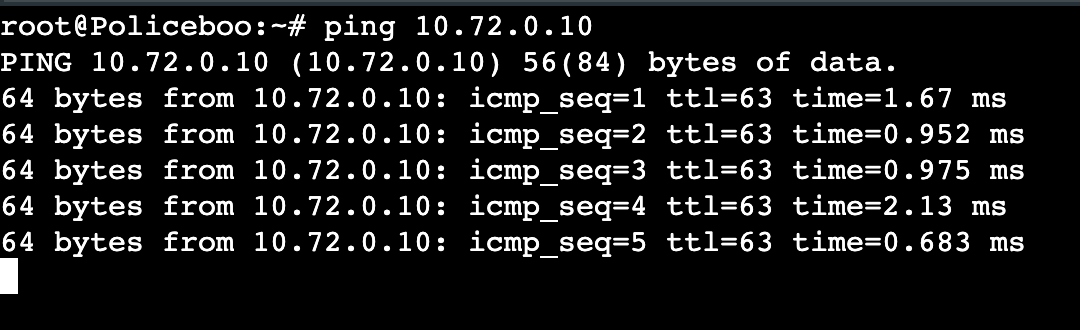 root@Policeboo:~# ping 10.72.0.10
PING 10.72.0.10 (10.72.0.10) 56(84) bytes of data.
64 bytes from 10.72.0.10: icmp_seq=1 ttl=63 time=1.67 ms
64 bytes from 10.72.0.10: icmp_seq=2 ttl=63 time=0.952 ms
64 bytes from 10.72.0.10: icmp_seq=3 ttl=63 time=0.975 ms
64 bytes from 10.72.0.10: icmp_seq=4 ttl=63 time=2.13 ms
64 bytes from 10.72.0.10: icmp_seq=5 ttl=63 time=0.683 ms